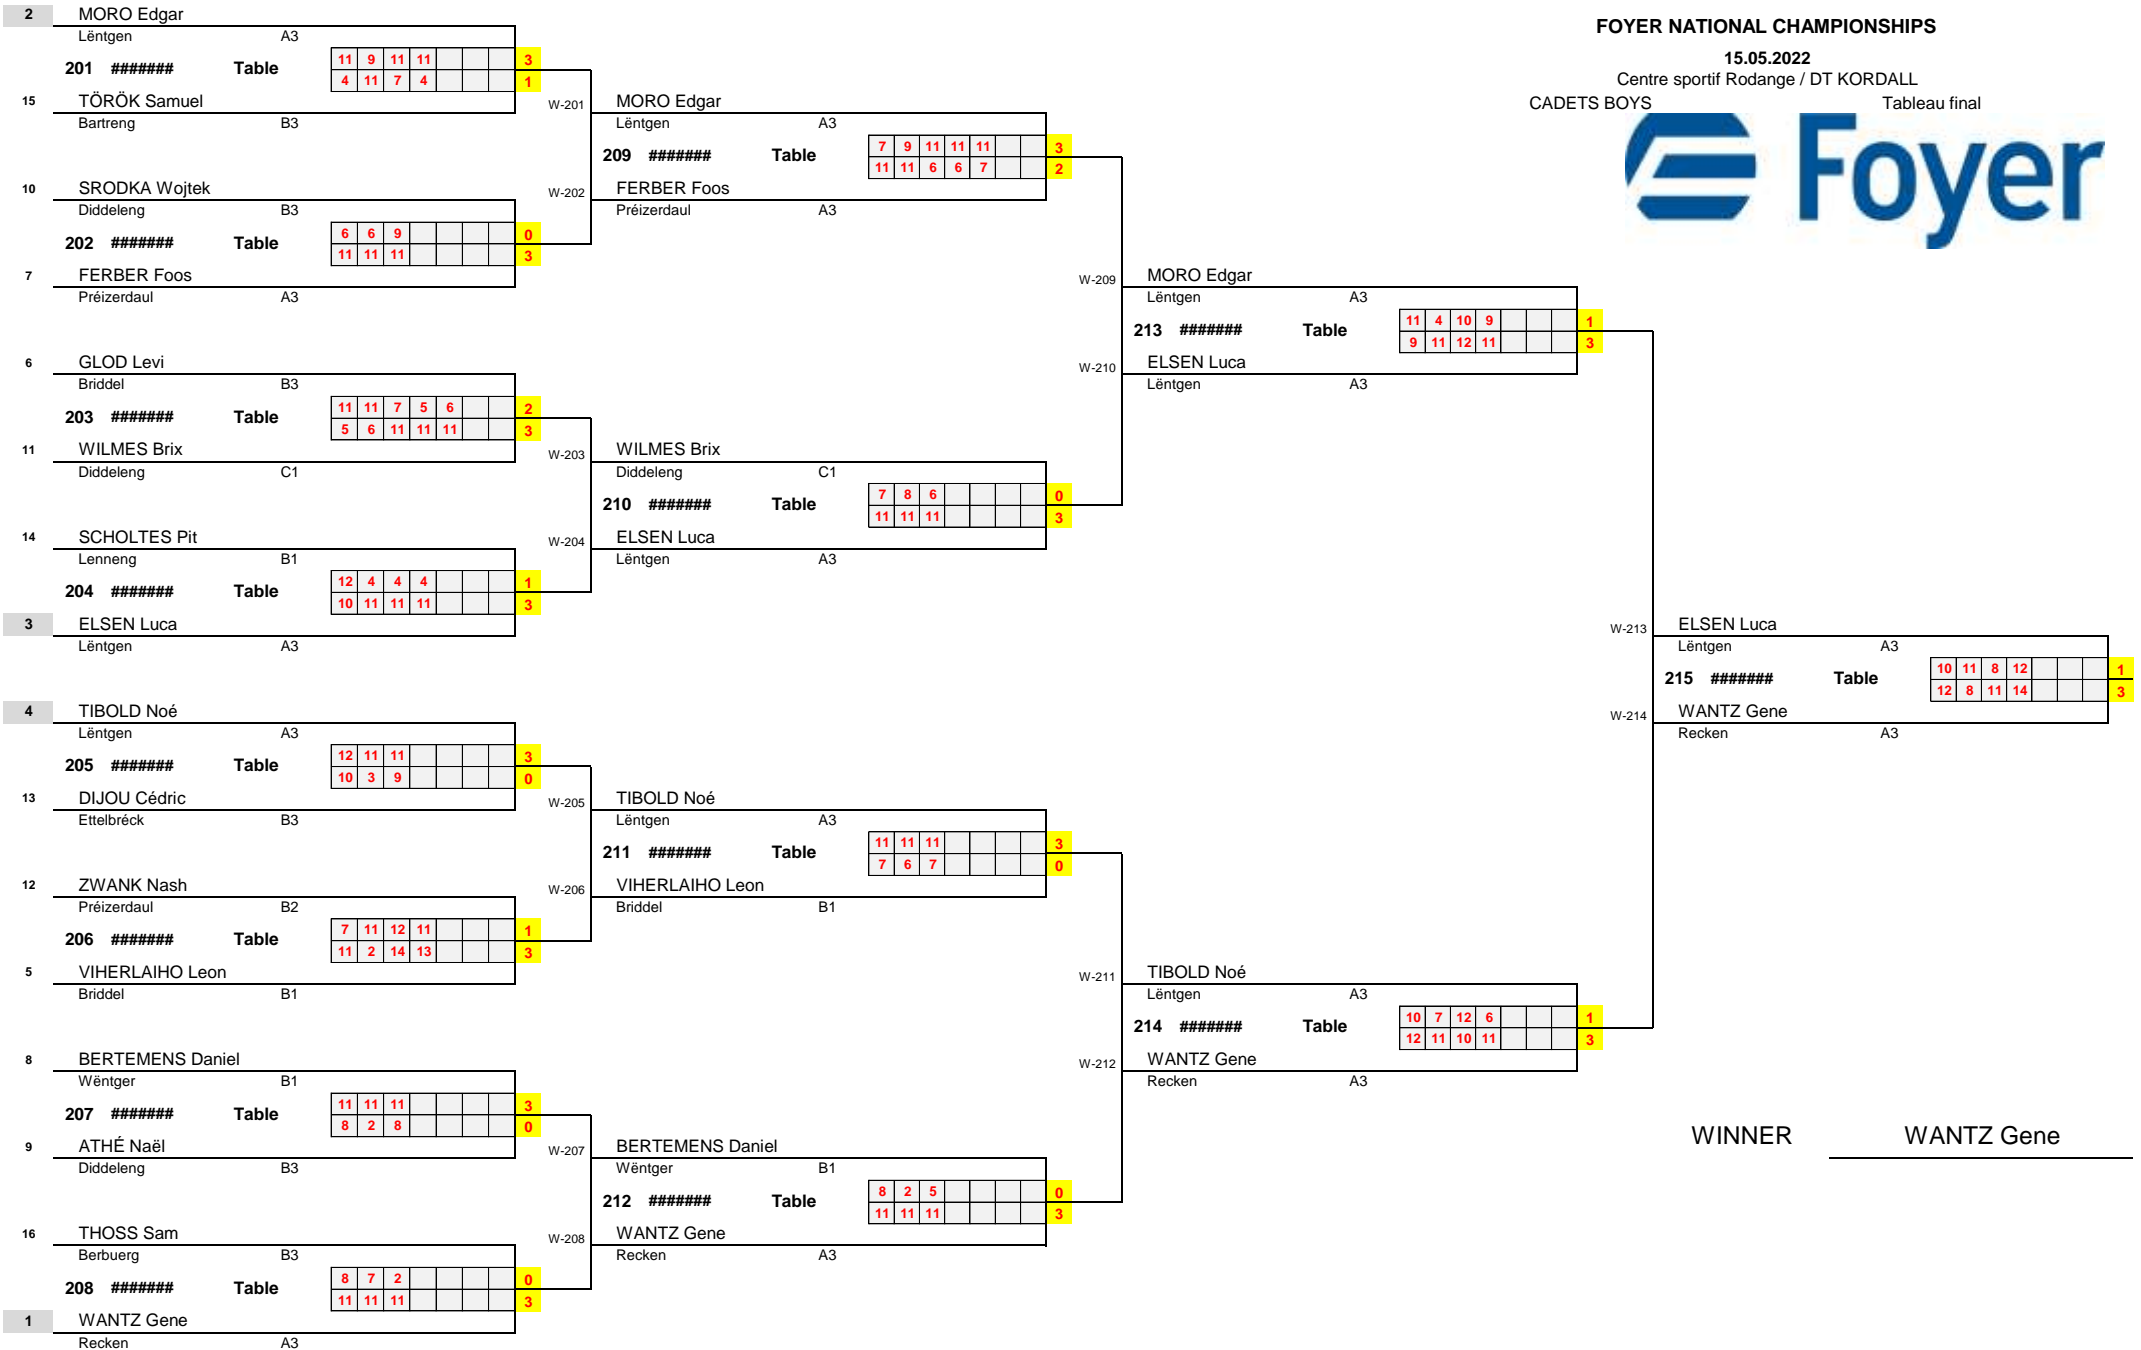 FOYER NATIONAL CHAMPIONSHIPS
15.05.2022
Centre sportif Rodange / DT KORDALL
CADETS BOYS Tableau final
Foyer
2 MORO Edgar
Lëntgen A3
11 9 11 11 3
201 ####### Table
4 11 7 4 1
15 TÖRÖK Samuel
Bartreng B3
10 SRODKA Wojtek
Diddeleng B3
6 6 9 0
202 ####### Table
11 11 11 3
7 FERBER Foos
Préizerdaul A3
6 GLOD Levi
Briddel B3
11 11 7 5 6 2
203 ####### Table
5 6 11 11 11 3
11 WILMES Brix
Diddeleng C1
14 SCHOLTES Pit
Lenneng B1
12 4 4 4 1
204 ####### Table
10 11 11 11 3
3 ELSEN Luca
Lëntgen A3
4 TIBOLD Noé
Lëntgen A3
12 11 11 3
205 ####### Table
10 3 9 0
13 DIJOU Cédric
Ettelbréck B3
12 ZWANK Nash
Préizerdaul B2
7 11 12 11 1
206 ####### Table
11 2 14 13 3
5 VIHERLAIHO Leon
Briddel B1
8 BERTEMENS Daniel
Wëntger B1
11 11 11 3
207 ####### Table
8 2 8 0
9 ATHÉ Naël
Diddeleng B3
16 THOSS Sam
Berbuerg B3
8 7 2 0
208 ####### Table
11 11 11 3
1 WANTZ Gene
Recken A3
W-201 MORO Edgar
Lëntgen A3
7 9 11 11 11 3
209 ####### Table
11 11 6 6 7 2
W-202 FERBER Foos
Préizerdaul A3
W-203 WILMES Brix
Diddeleng C1
7 8 6 0
210 ####### Table
11 11 11 3
W-204 ELSEN Luca
Lëntgen A3
W-205 TIBOLD Noé
Lëntgen A3
11 11 11 3
211 ####### Table
7 6 7 0
W-206 VIHERLAIHO Leon
Briddel B1
W-207 BERTEMENS Daniel
Wëntger B1
8 2 5 0
212 ####### Table
11 11 11 3
W-208 WANTZ Gene
Recken A3
W-209 MORO Edgar
Lëntgen A3
11 4 10 9 1
213 ####### Table
9 11 12 11 3
W-210 ELSEN Luca
Lëntgen A3
W-211 TIBOLD Noé
Lëntgen A3
10 7 12 6 1
214 ####### Table
12 11 10 11 3
W-212 WANTZ Gene
Recken A3
W-213 ELSEN Luca
Lëntgen A3
10 11 8 12 1
215 ####### Table
12 8 11 14 3
W-214 WANTZ Gene
Recken A3
WINNER WANTZ Gene